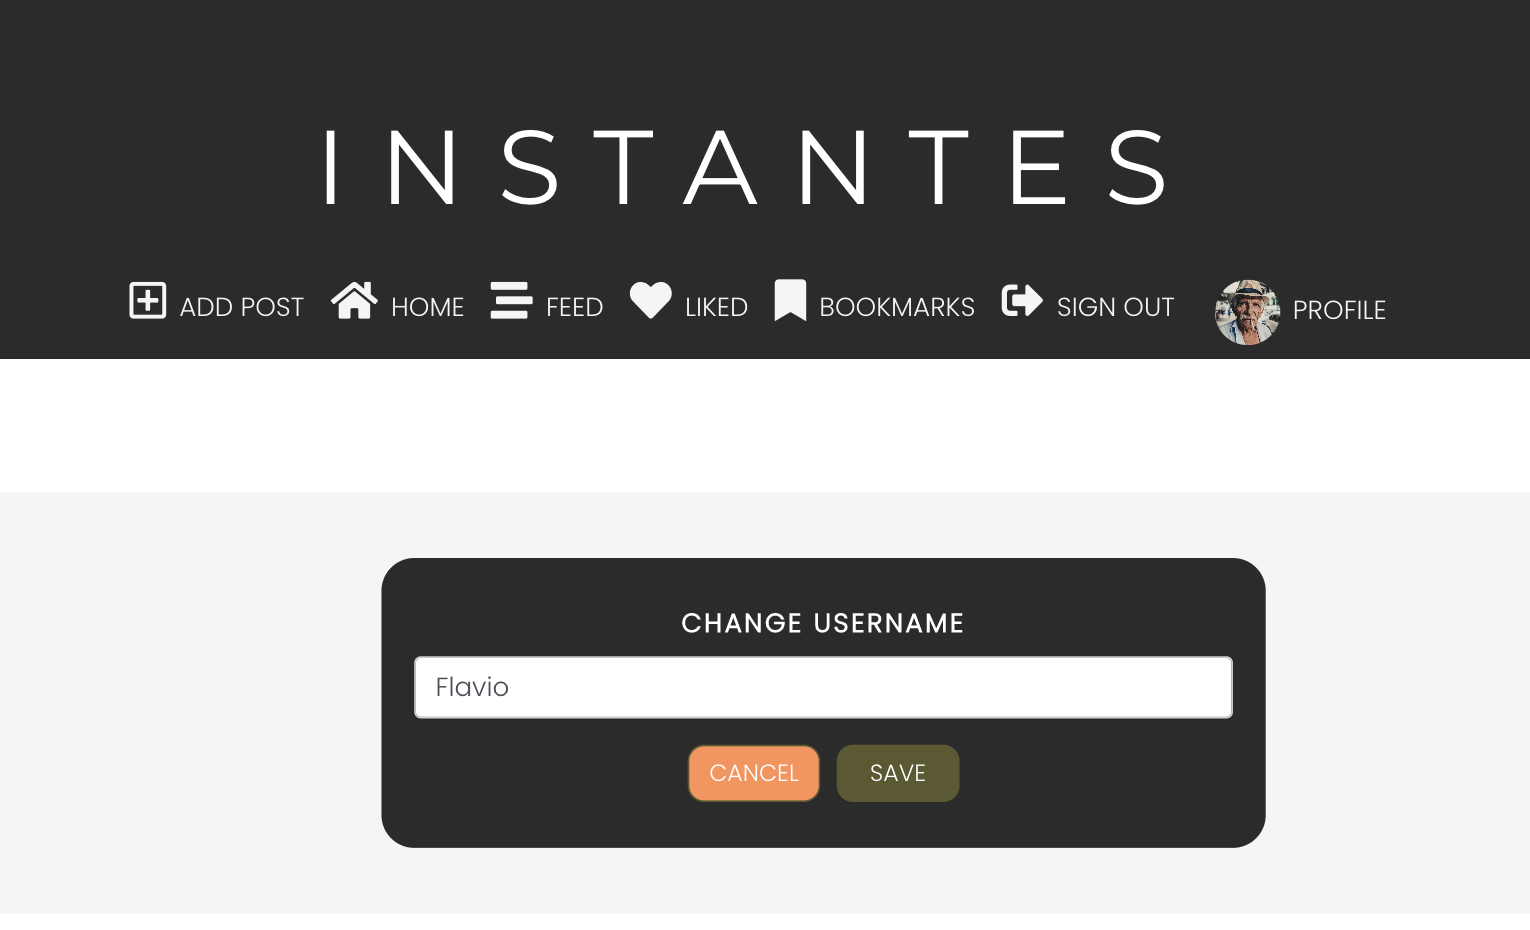 INSTANTES
ADD POST HOME FEED LIKED BOOKMARKS SIGN OUT PROFILE
CHANGE USERNAME
Flavio
CANCEL SAVE